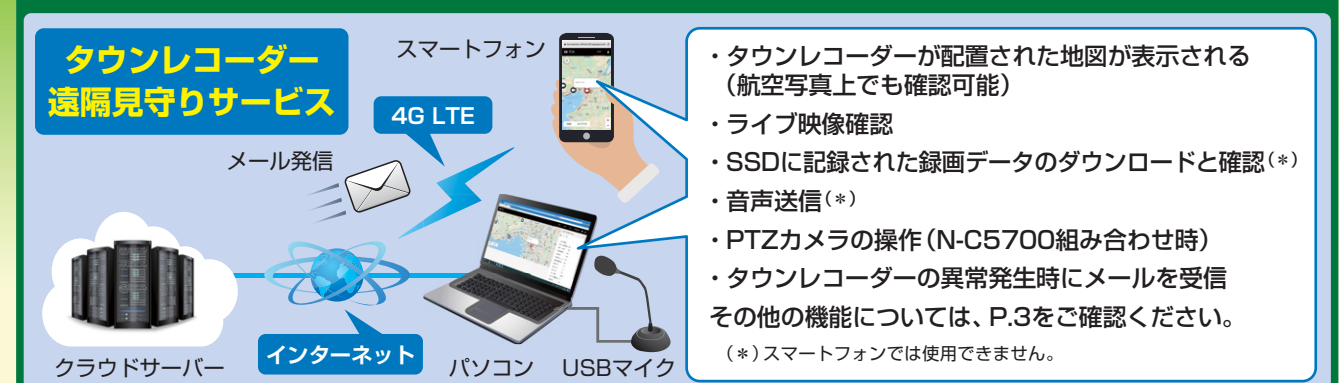 タウンレコーダー
遠隔見守りサービス
スマートフォン
4G LTE
メール発信
クラウドサーバー
インターネット
パソコン
USBマイク
・タウンレコーダーが配置された地図が表示される
（航空写真上でも確認可能）
・ライブ映像確認
・SSDに記録された録画データのダウンロードと確認（*）
・音声送信（*）
・PTZカメラの操作（N-C5700組み合わせ時）
・タウンレコーダーの異常発生時にメールを受信
その他の機能については、P.3をご確認ください。
（*）スマートフォンでは使用できません。